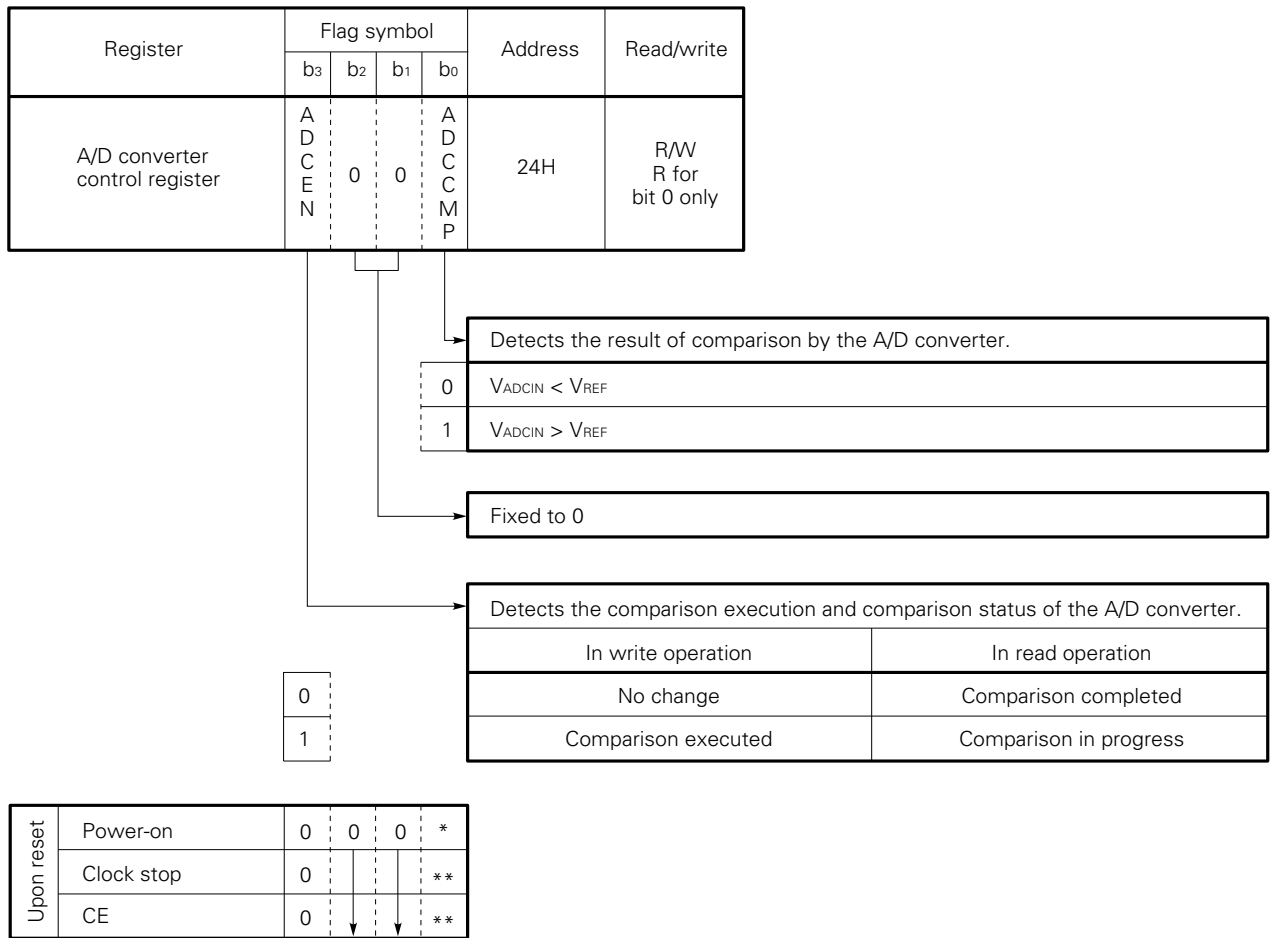 Register Flag symbol Address Read/write
b3 b2 b1 b0
A/D converter control register ADCEN 0 0 ADCCMP 24H R/W R for bit 0 only
Detects the result of comparison by the A/D converter.
0 VADCIN < VREF
1 VADCIN > VREF
Fixed to 0
Detects the comparison execution and comparison status of the A/D converter.
In write operation In read operation
0 No change Comparison completed
1 Comparison executed Comparison in progress
Upon reset
Power-on 0 0 0 *
Clock stop 0 **
CE 0 **